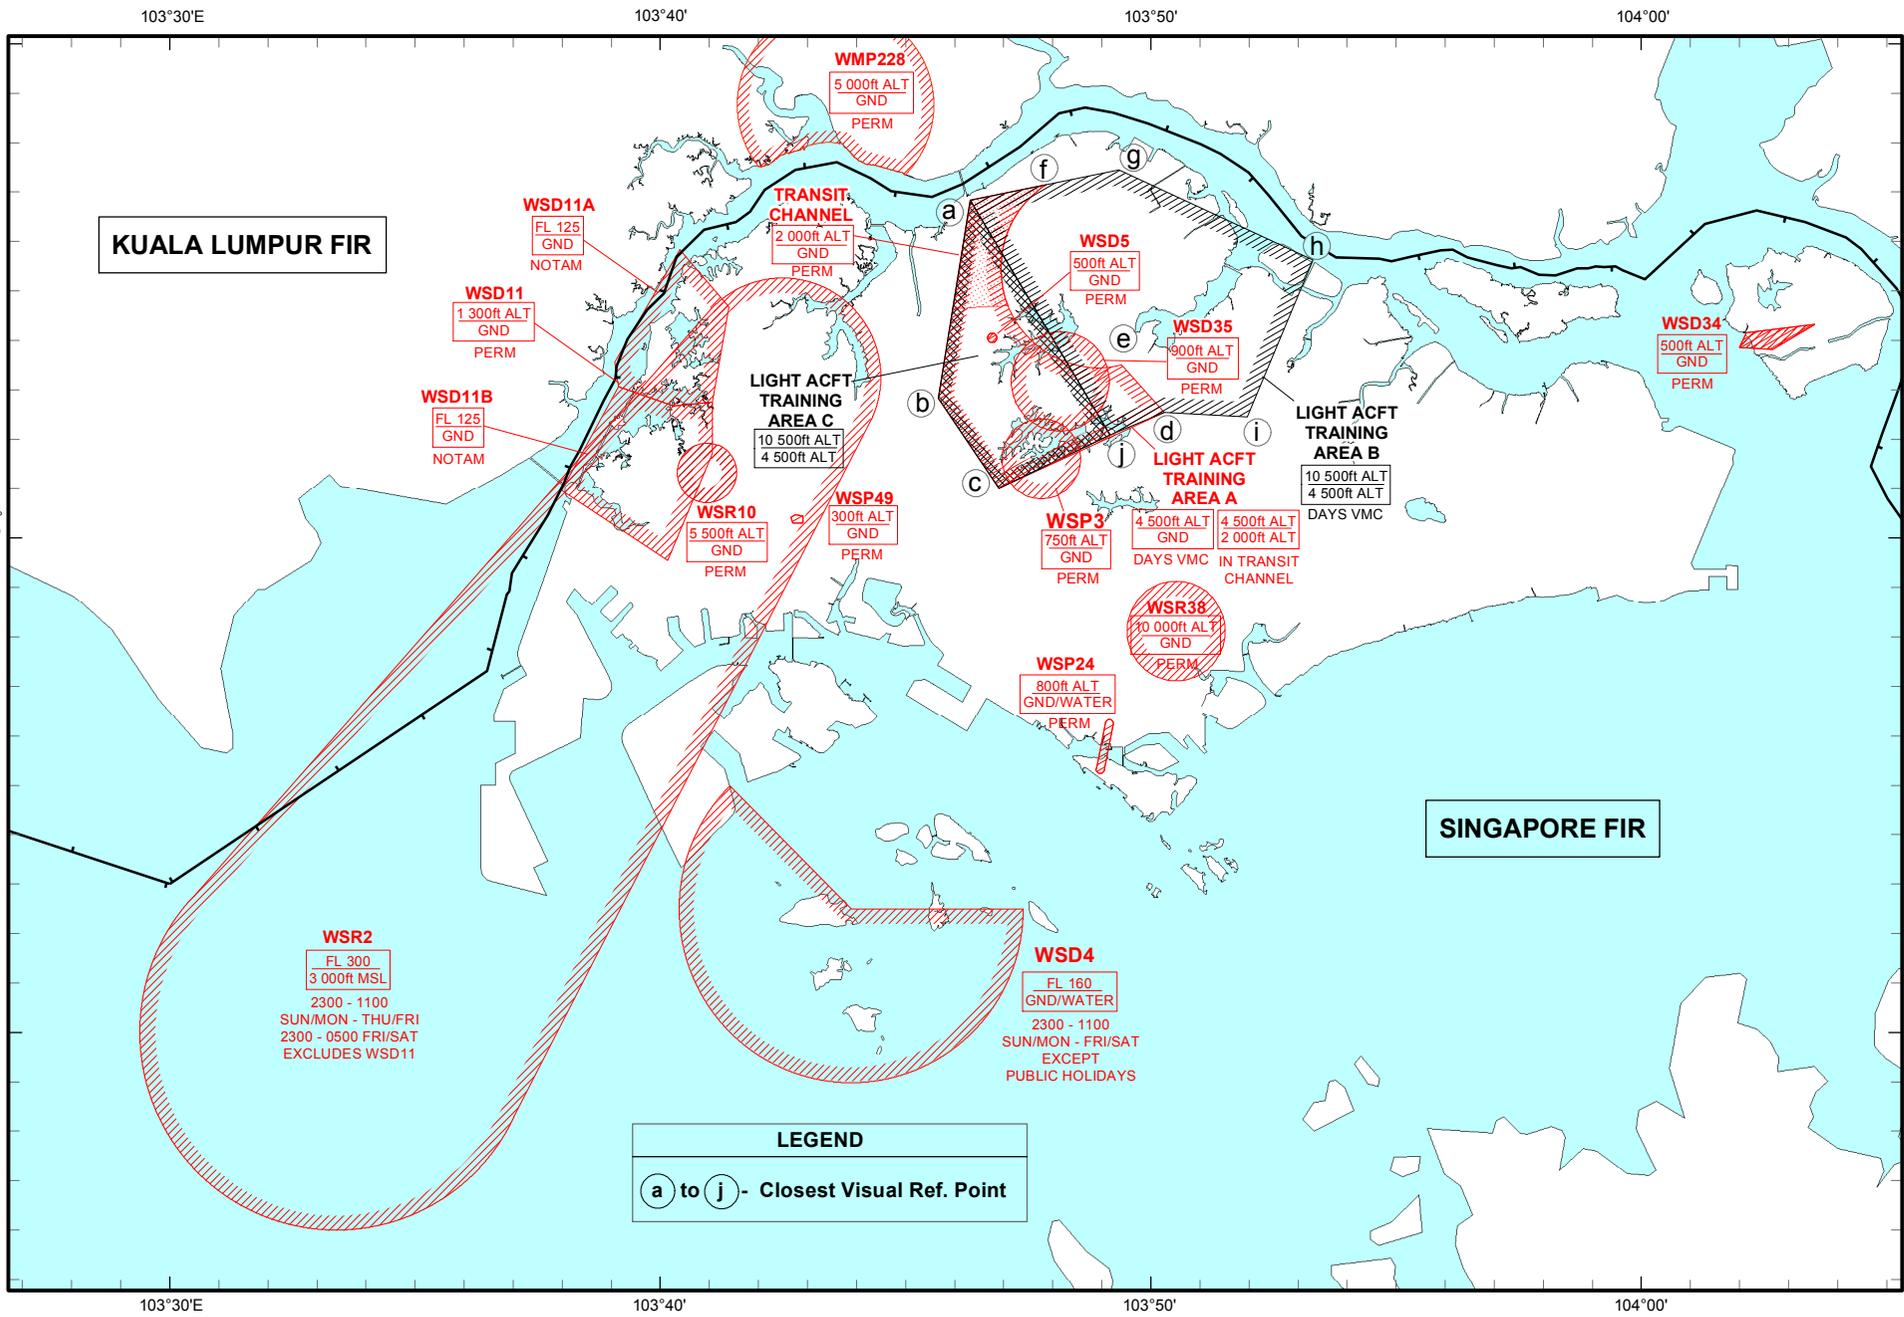 103°30'E
103°40'
103°50'
104°00'
WMP228
5 000ft ALT
GND
PERM
KUALA LUMPUR FIR
WSD11A
FL 125
GND
NOTAM
TRANSIT
CHANNEL
2 000ft ALT
GND
PERM
a
f
g
h
WSD5
500ft ALT
GND
PERM
WSD11
1 300ft ALT
GND
PERM
e
WSD35
900ft ALT
GND
PERM
WSD34
500ft ALT
GND
PERM
WSD11B
FL 125
GND
NOTAM
LIGHT ACFT
TRAINING
AREA C
10 500ft ALT
4 500ft ALT
b
c
d
i
j
LIGHT ACFT
TRAINING
AREA B
10 500ft ALT
4 500ft ALT
DAYS VMC
LIGHT ACFT
TRAINING
AREA A
4 500ft ALT
GND
DAYS VMC
4 500ft ALT
2 000ft ALT
IN TRANSIT
CHANNEL
WSR10
5 500ft ALT
GND
PERM
WSP49
300ft ALT
GND
PERM
WSP3
750ft ALT
GND
PERM
WSR38
10 000ft ALT
GND
PERM
WSP24
800ft ALT
GND/WATER
PERM
SINGAPORE FIR
WSR2
FL 300
3 000ft MSL
2300 - 1100
SUN/MON - THU/FRI
2300 - 0500 FRI/SAT
EXCLUDES WSD11
WSD4
FL 160
GND/WATER
2300 - 1100
SUN/MON - FRI/SAT
EXCEPT
PUBLIC HOLIDAYS
LEGEND
a to j - Closest Visual Ref. Point
103°30'E
103°40'
103°50'
104°00'